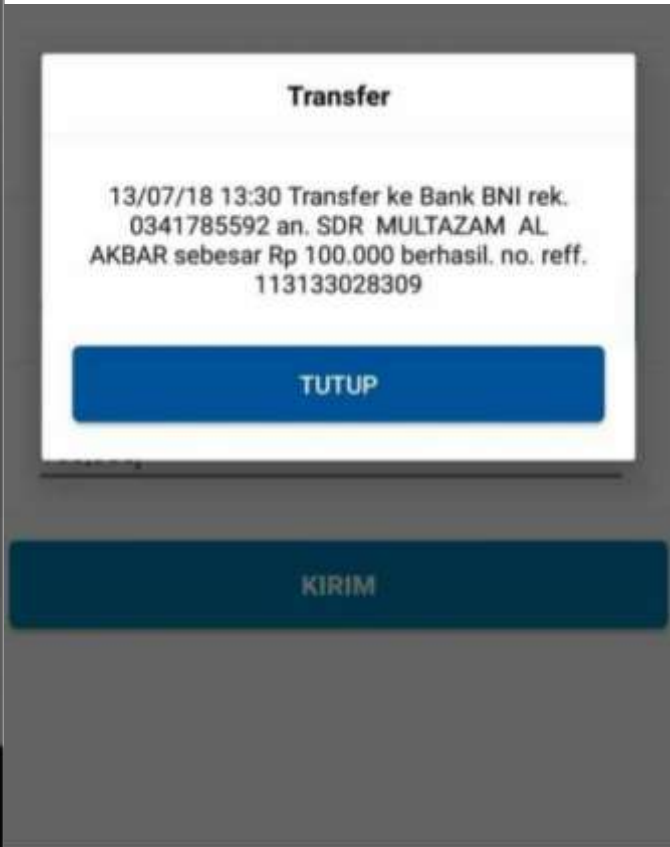 Transfer
13/07/18 13:30 Transfer ke Bank BNI rek.
0341785592 an. SDR MULTAZAM AL
AKBAR sebesar Rp 100.000 berhasil. no. reff.
113133028309
TUTUP
KIRIM